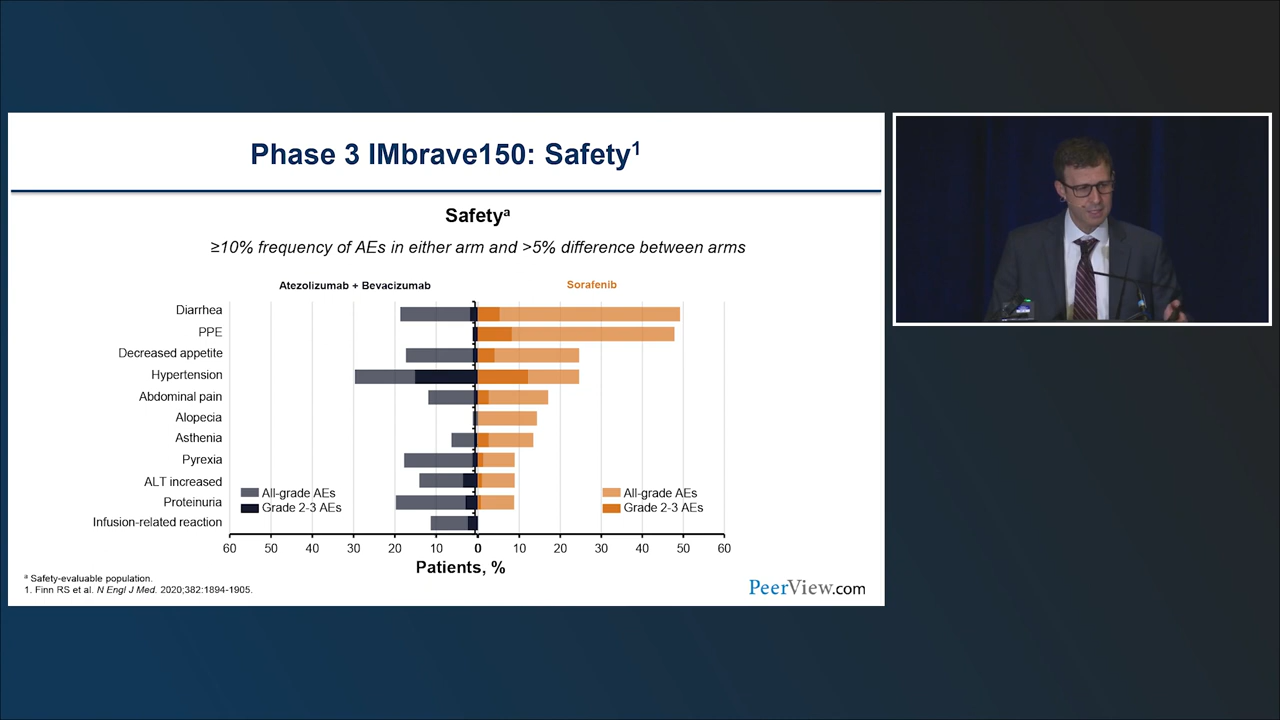 Phase 3 IMbrave150: Safety1
Safetya
≥10% frequency of AEs in either arm and >5% difference between arms
Atezolizumab + Bevacizumab
Sorafenib
Diarrhea
PPE
Decreased appetite
Hypertension
Abdominal pain
Alopecia
Asthenia
Pyrexia
ALT increased
Proteinuria
Infusion-related reaction
All-grade AEs
Grade 2-3 AEs
All-grade AEs
Grade 2-3 AEs
60 50 40 30 20 10 0 10 20 30 40 50 60
Patients, %
a Safety-evaluable population.
1. Finn RS et al. N Engl J Med. 2020;382:1894-1905.
PeerView.com